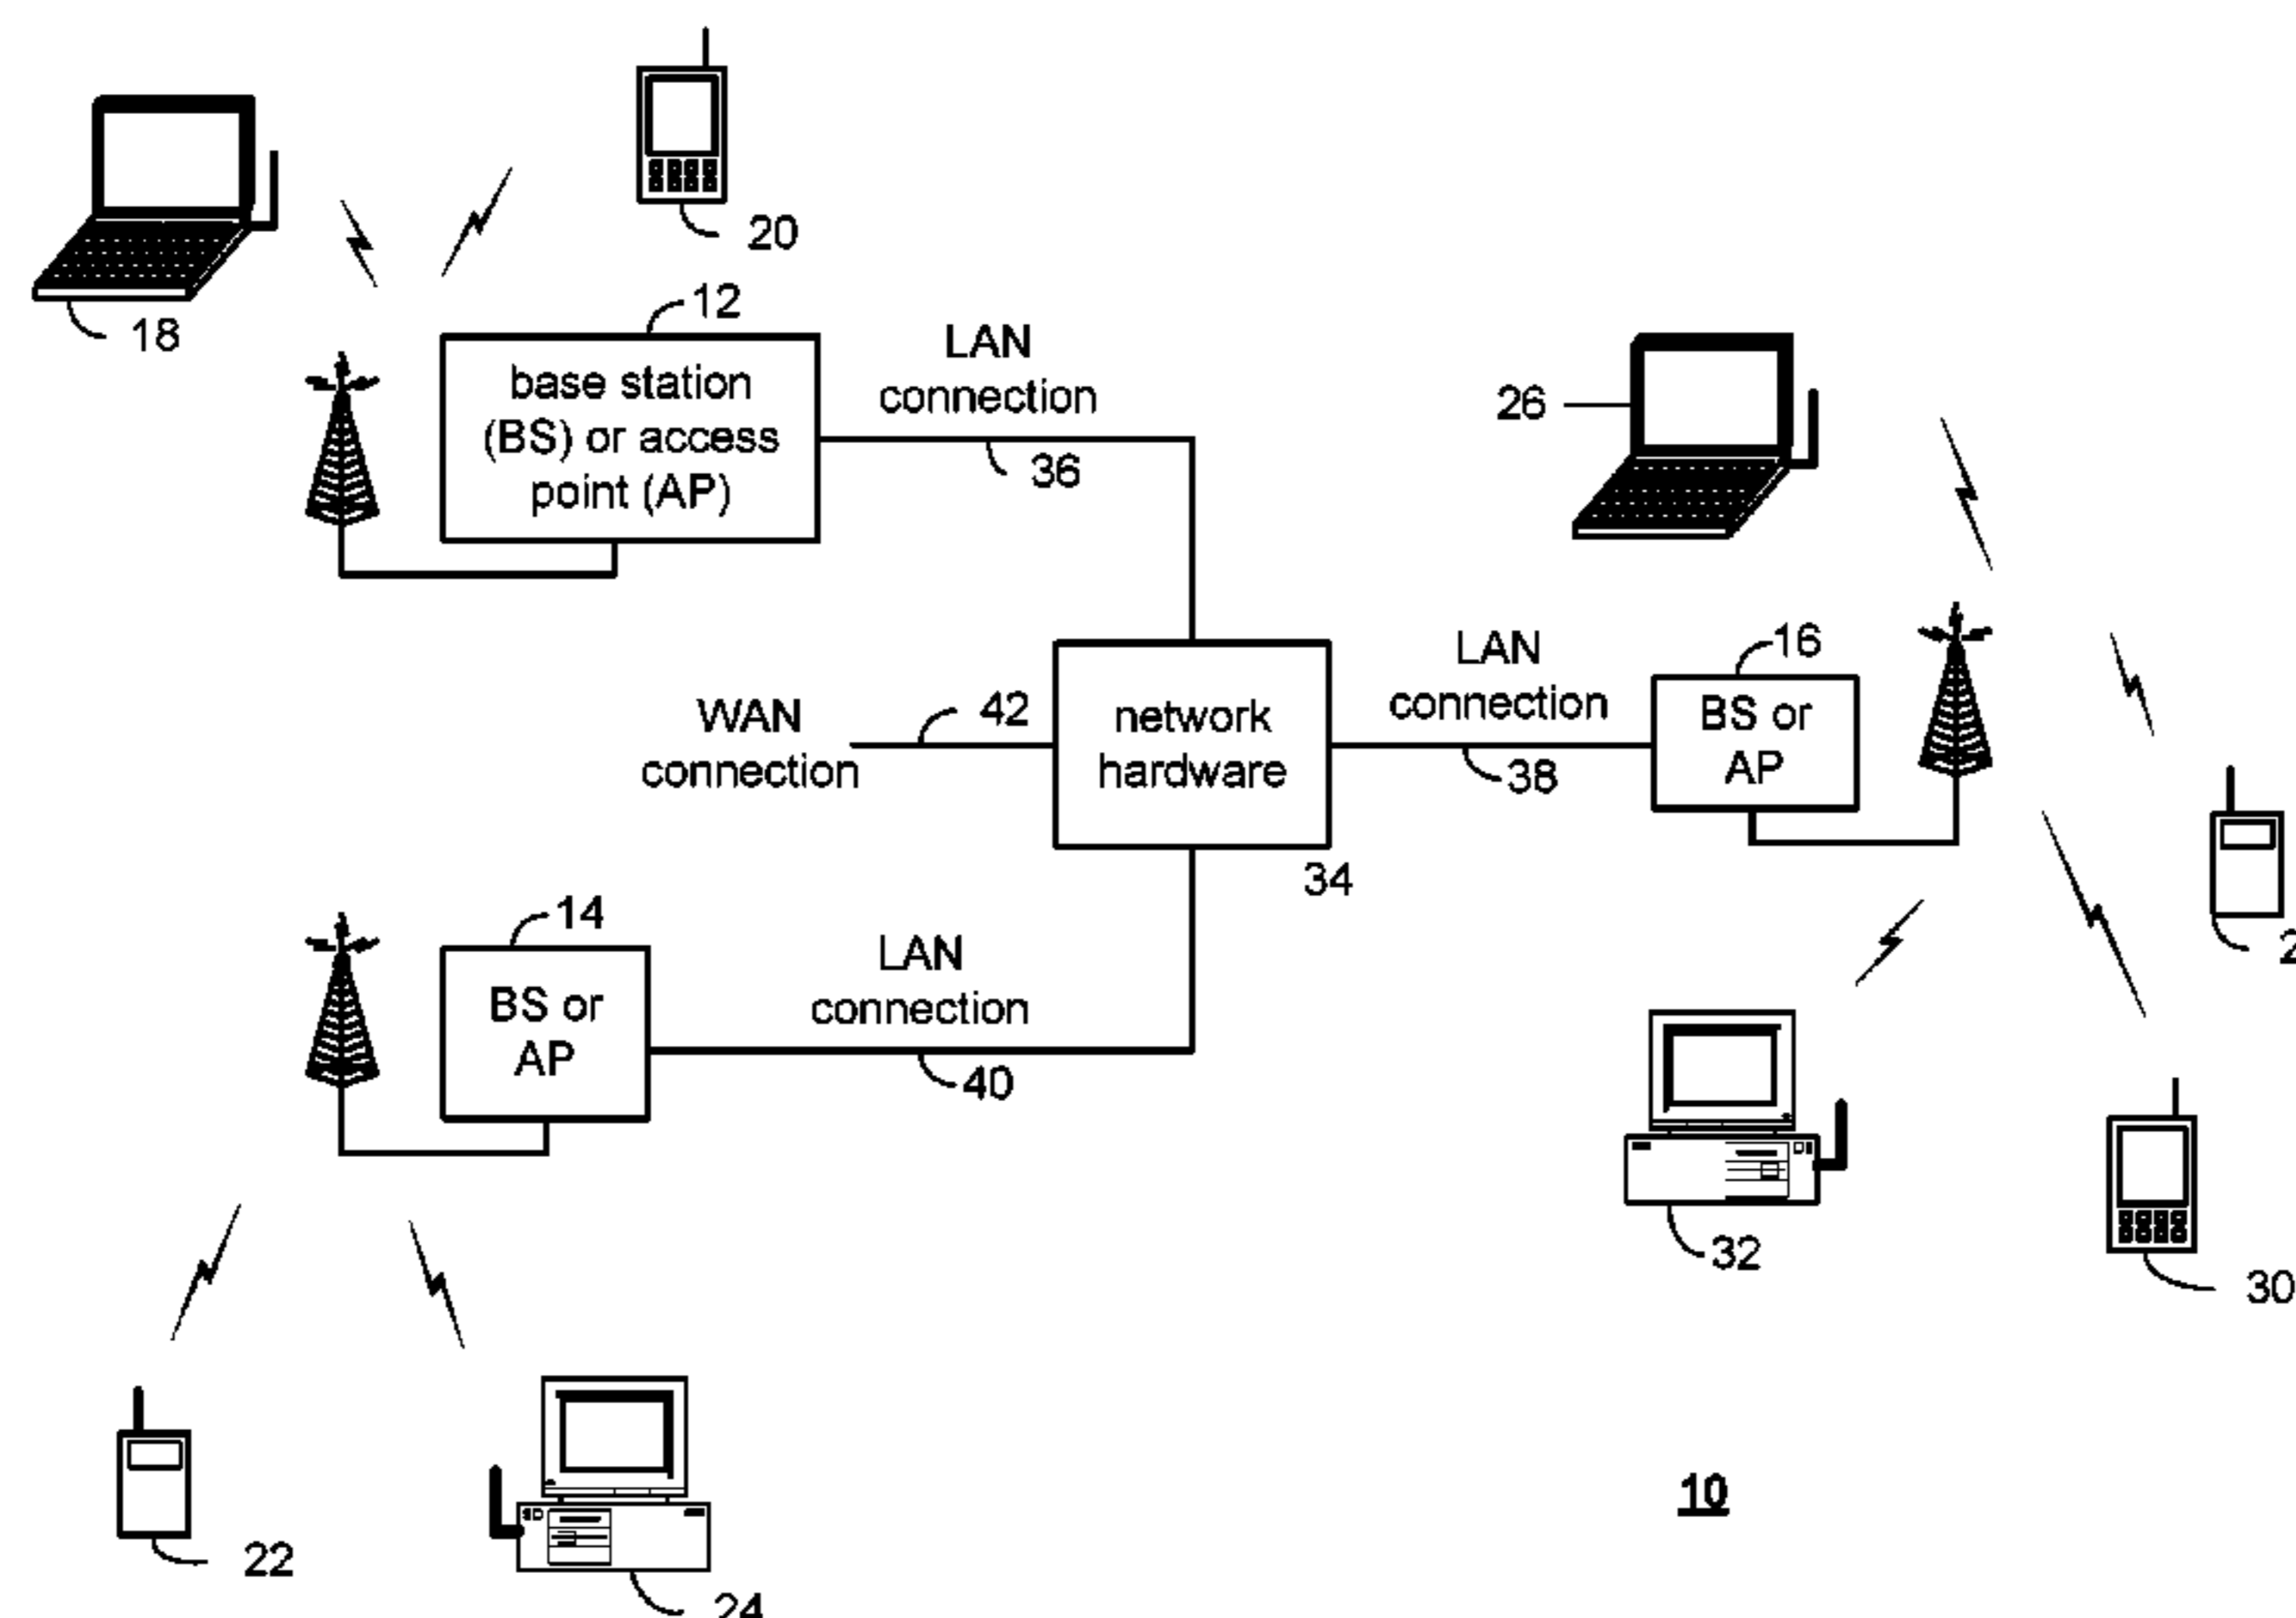 20
18
12
base station
(BS) or access
point (AP)
LAN
connection
36
26
WAN
connection
42
network
hardware
34
LAN
connection
38
16
BS or
AP
14
BS or
AP
LAN
connection
40
32
30
22
24
10